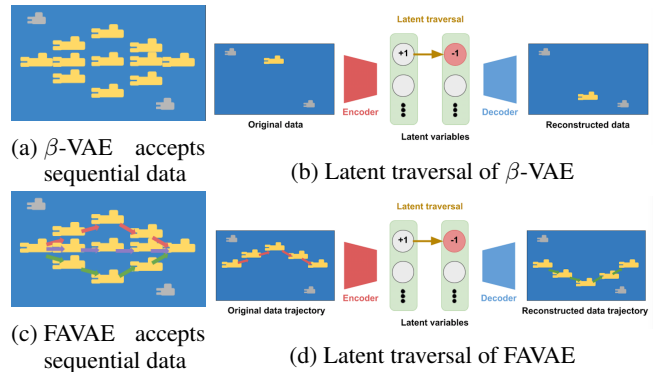 Latent traversal
+1
-1
Encoder
Decoder
Original data
Latent variables
Reconstructed data
(a) β-VAE accepts
sequential data
(b) Latent traversal of β-VAE
Latent traversal
+1
-1
Encoder
Decoder
Original data trajectory
Latent variables
Reconstructed data trajectory
(c) FAVAE accepts
sequential data
(d) Latent traversal of FAVAE